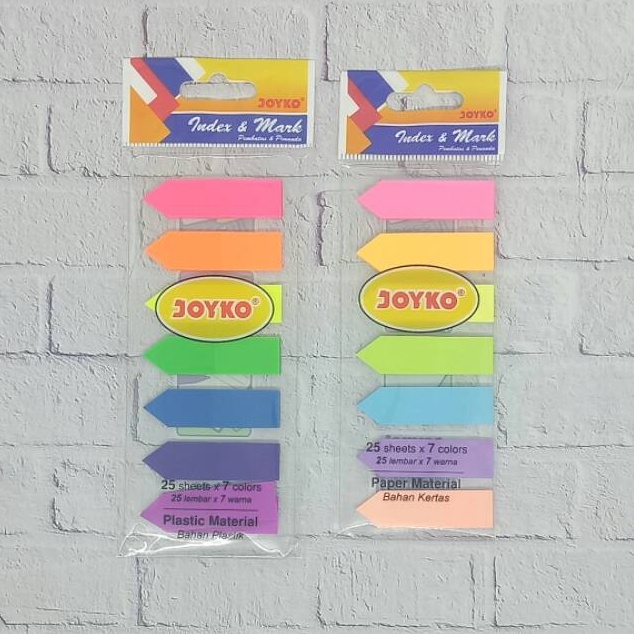 JOYKO®
Index & Mark
Pembatas & Penanda
JOYKO®
25 sheets x 7 colors
25 lembar x 7 warna
Plastic Material
Bahan Plastik
JOYKO®
Index & Mark
Pembatas & Penanda
JOYKO®
25 sheets x 7 colors
25 lembar x 7 warna
Paper Material
Bahan Kertas